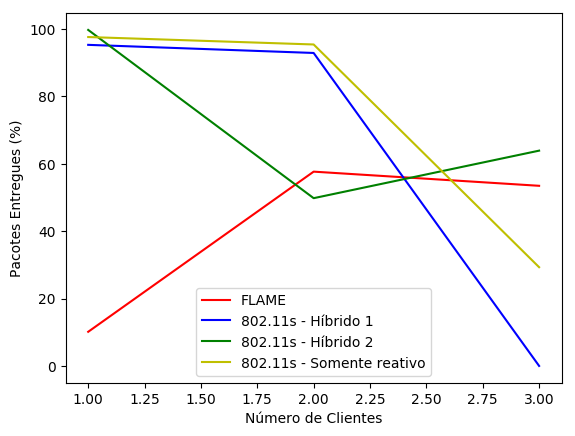 100
80
60
40
20
0
Pacotes Entregues (%)
FLAME
802.11s - Híbrido 1
802.11s - Híbrido 2
802.11s - Somente reativo
1.00 1.25 1.50 1.75 2.00 2.25 2.50 2.75 3.00
Número de Clientes